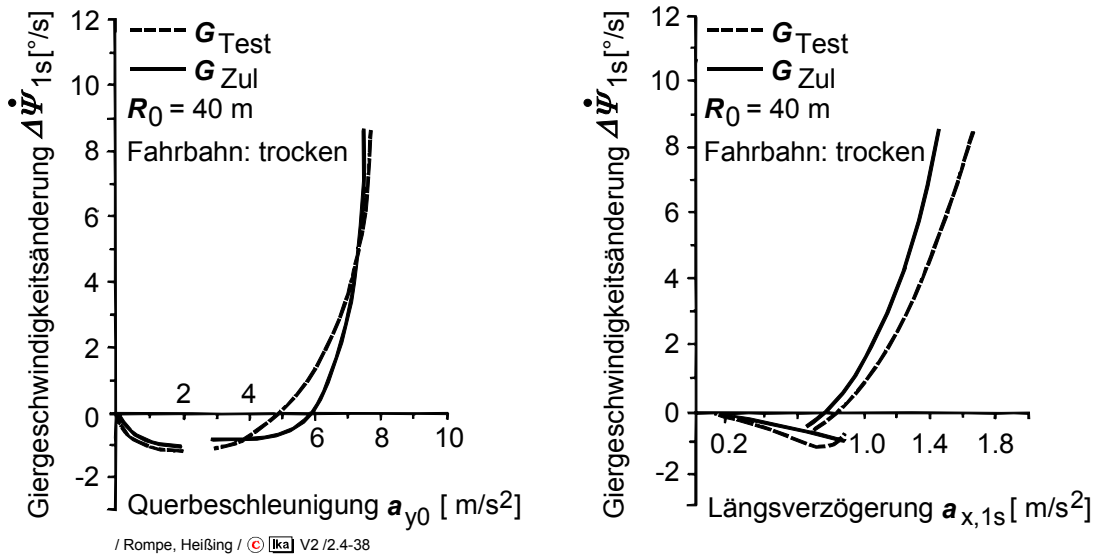 Giergeschwindigkeitsänderung ΔΨ̇ 1s[°/s]
12
10
8
6
4
2
0
-2
G Test
G Zul
R0 = 40 m
Fahrbahn: trocken
2 4
6 8 10
Querbeschleunigung ay0 [ m/s2]
/ Rompe, Heißing / © ika V2 /2.4-38
Giergeschwindigkeitsänderung ΔΨ̇ 1s[°/s]
12
10
8
6
4
2
0
-2
G Test
G Zul
R0 = 40 m
Fahrbahn: trocken
0.2 1.0 1.4 1.8
Längsverzögerung ax,1s [ m/s2]